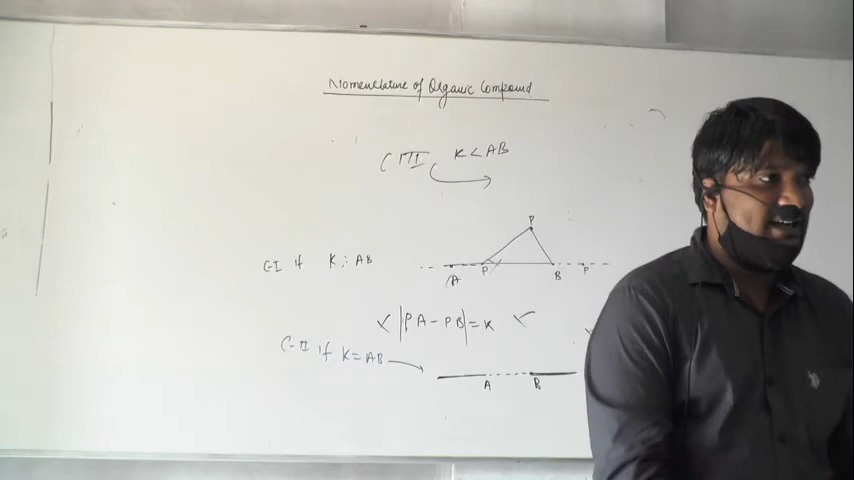 Nomenclature of Organic Compound
C III K < AB
P
C-I if K > AB
A P B P
|PA - PB| = K
C-II if K = AB
A B